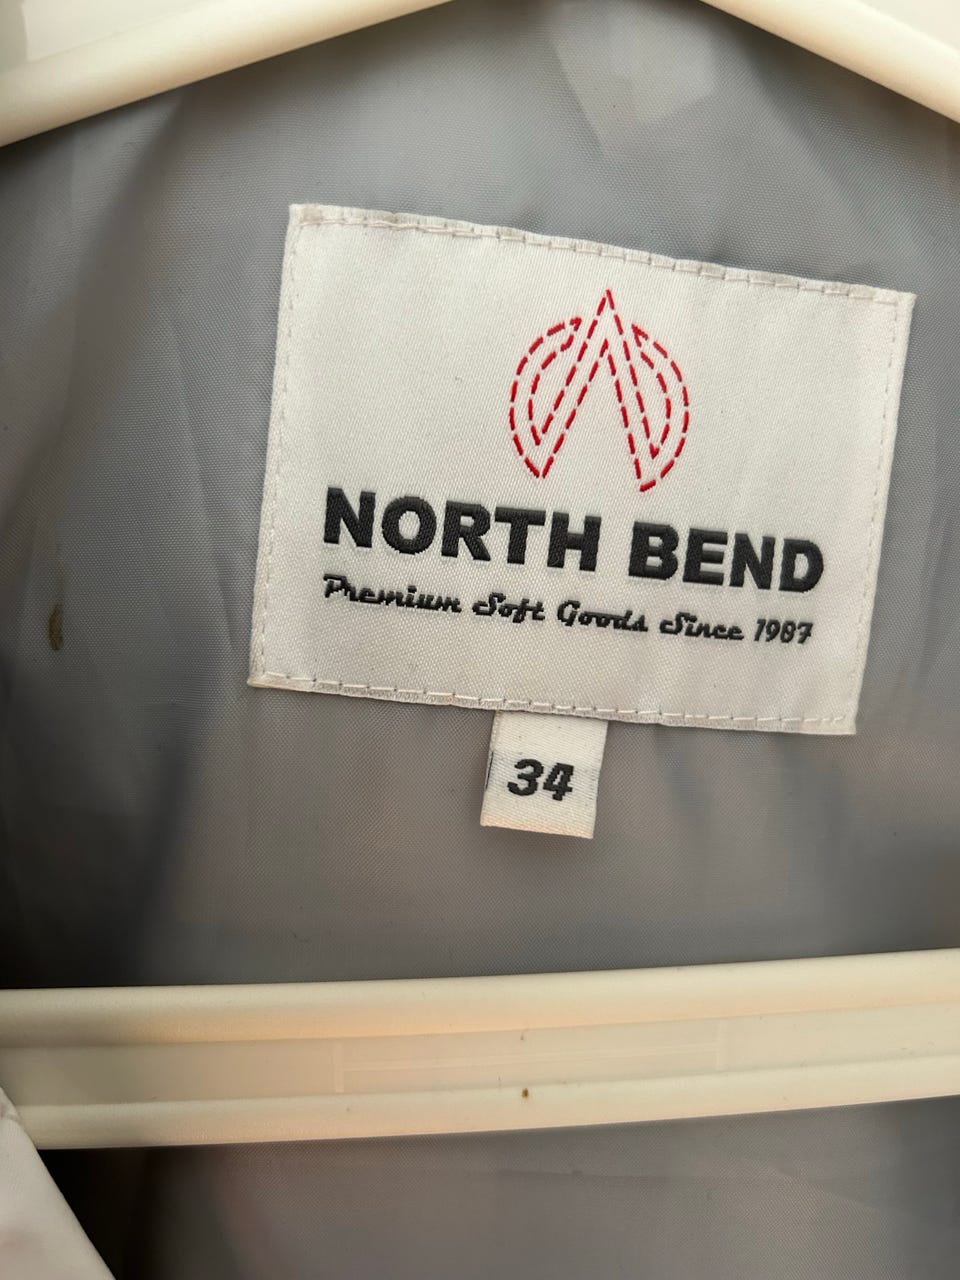 NORTH BEND
Premium Soft Goods Since 1987
34